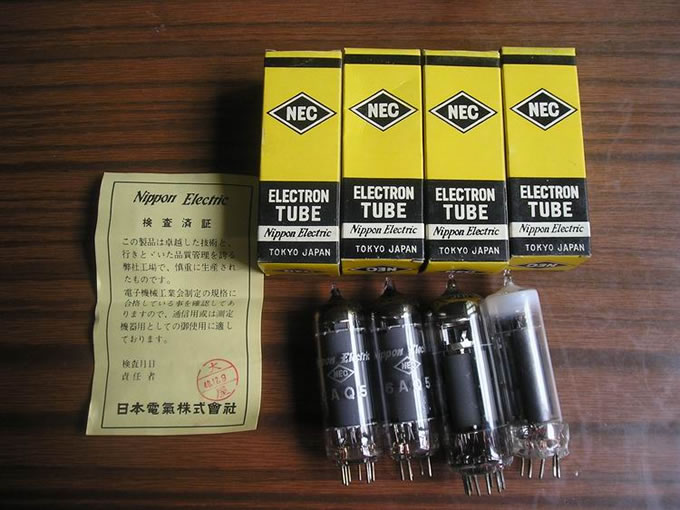 NEC
ELECTRON
TUBE
Nippon Electric
TOKYO JAPAN
NEC
ELECTRON
TUBE
Nippon Electric
TOKYO JAPAN
NEC
NEC
ELECTRON
TUBE
Nippon Electric
TOKYO JAPAN
NEC
ELECTRON
TUBE
Nippon Electric
TOKYO JAPAN
NEC
Nippon Electric
検査済証
この製品は卓越した技術と、
行きとゞいた品質管理を誇る
弊社工場で、慎重に生産され
たものです。
電子機械工業会制定の規格に
合格している事を確認してあ
りますので、通信用或は測定
機器用としての御使用に適し
ております。
検査月日
責任者
日本電氣株式會社
Nippon Electric
NEC
6AQ5
Nippon Electric
NEC
6AQ5